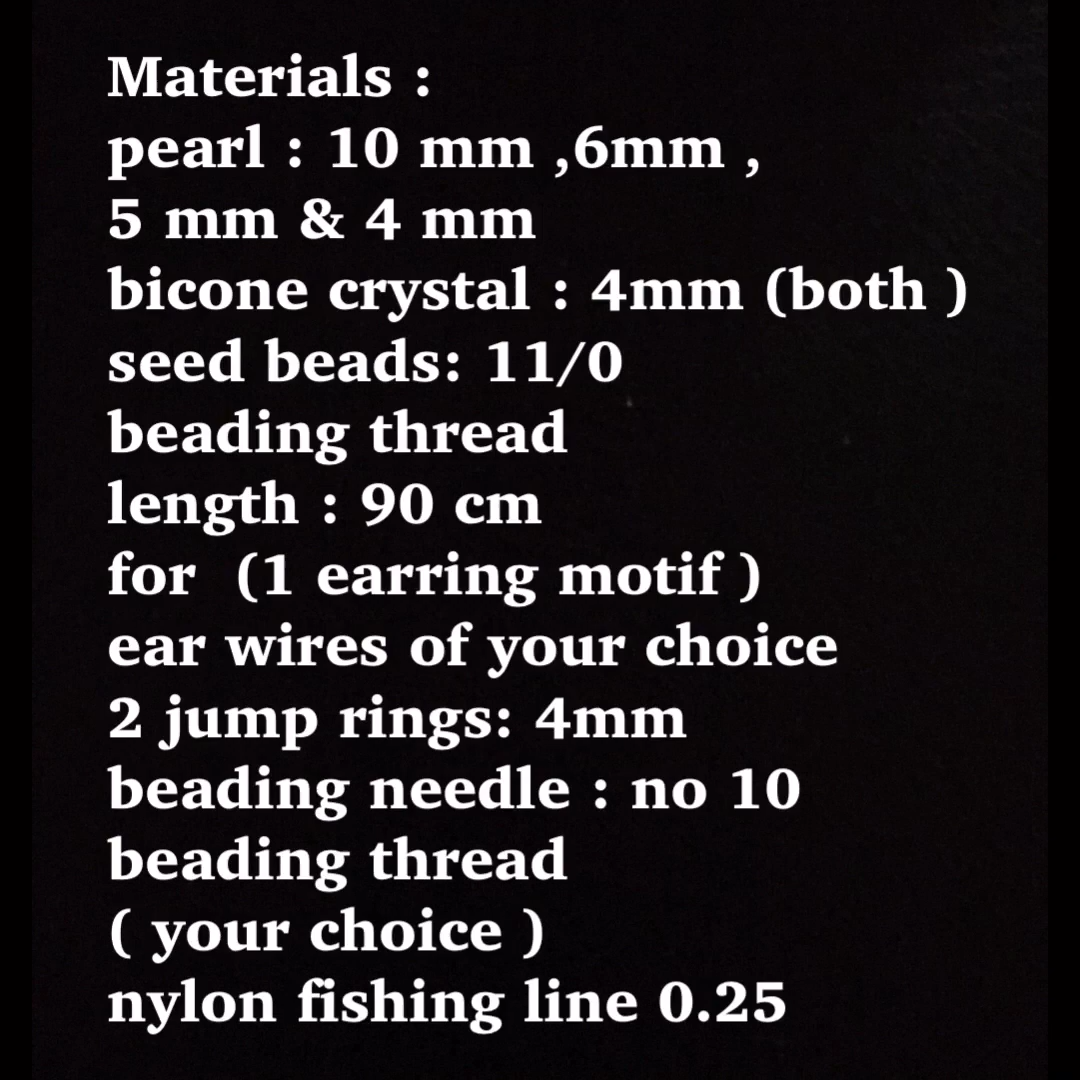 Materials :
pearl : 10 mm ,6mm ,
5 mm & 4 mm
bicone crystal : 4mm (both )
seed beads: 11/0
beading thread
length : 90 cm
for  (1 earring motif )
ear wires of your choice
2 jump rings: 4mm
beading needle : no 10
beading thread
( your choice )
nylon fishing line 0.25